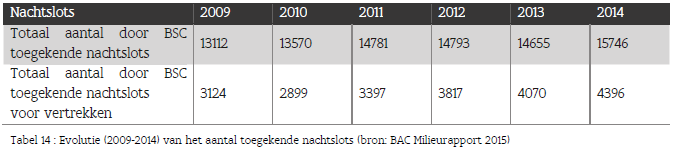 Nachtslots 2009 2010 2011 2012 2013 2014
Totaal aantal door BSC
toegekende nachtslots
13112 13570 14781 14793 14655 15746
Totaal aantal door BSC
toegekende nachtslots
voor vertrekken
3124 2899 3397 3817 4070 4396
Tabel 14 : Evolutie (2009-2014) van het aantal toegekende nachtslots (bron: BAC Milieurapport 2015)